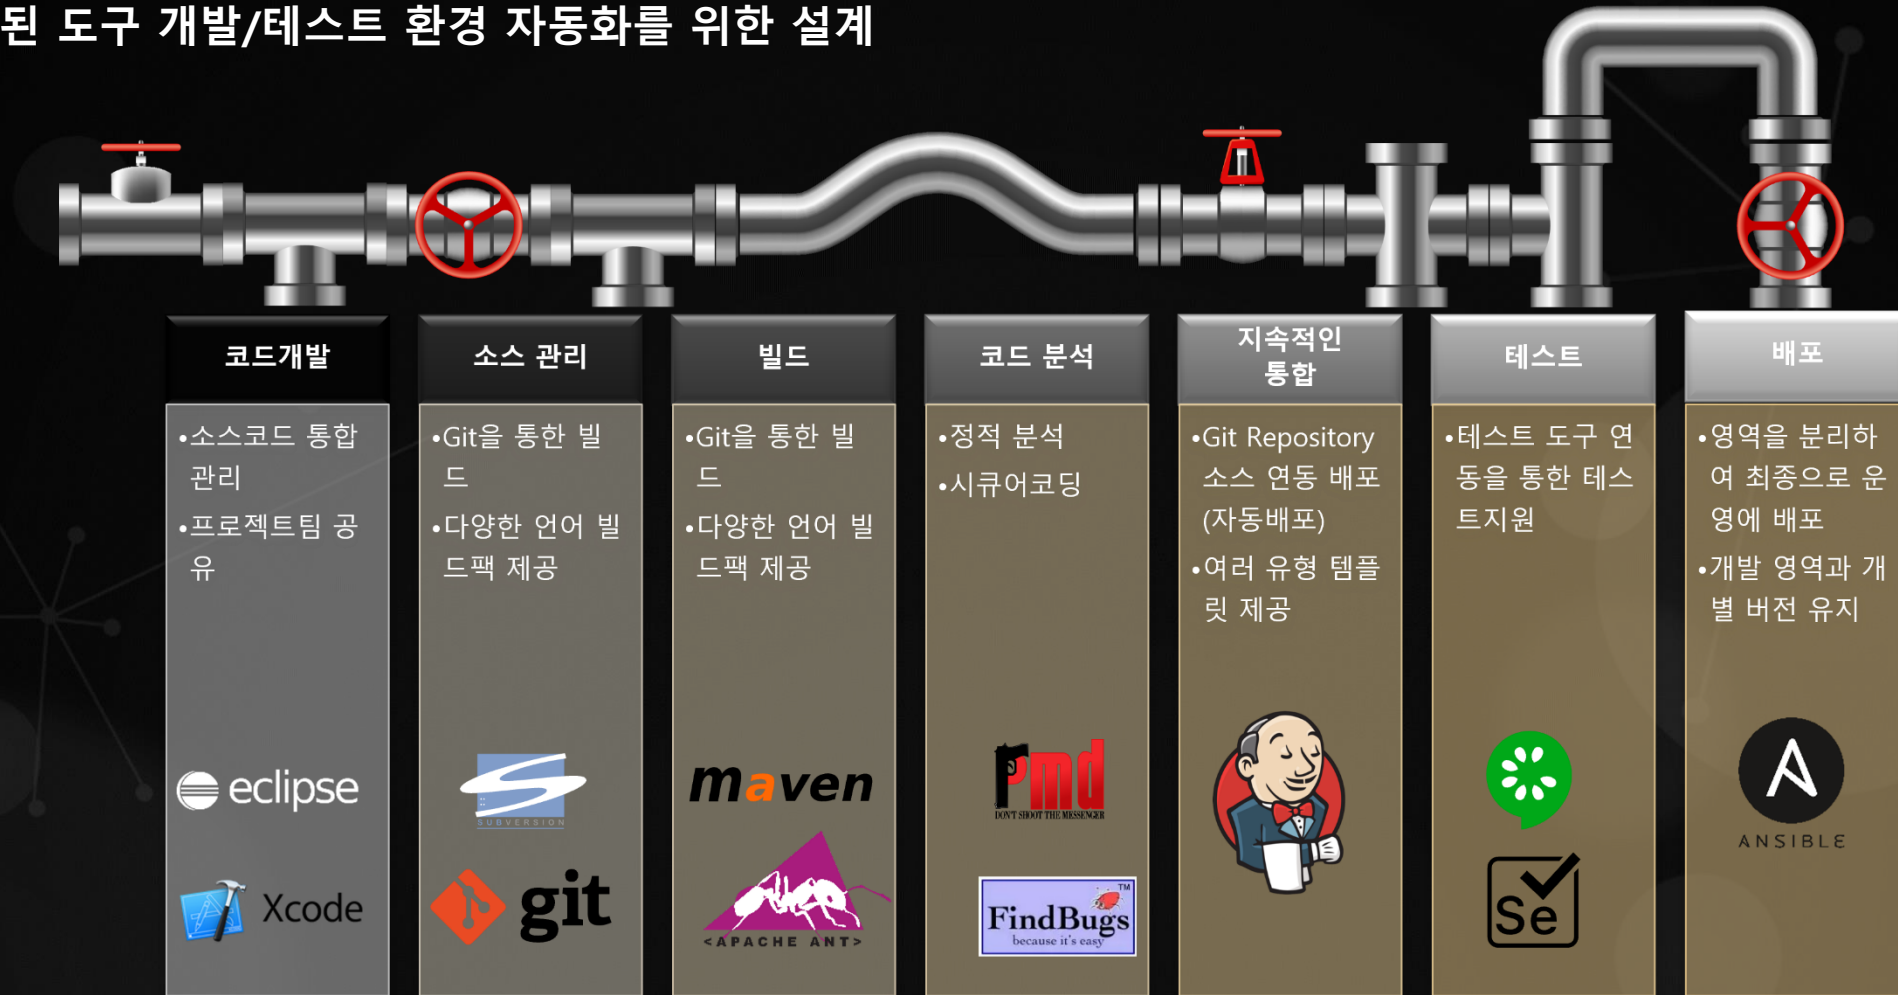 된 도구 개발/테스트 환경 자동화를 위한 설계
코드개발
•소스코드 통합
관리
•프로젝트팀 공
유
eclipse
Xcode
소스 관리
•Git을 통한 빌
드
•다양한 언어 빌
드팩 제공
SUBVERSION
git
빌드
•Git을 통한 빌
드
•다양한 언어 빌
드팩 제공
maven
<APACHE ANT>
코드 분석
•정적 분석
•시큐어코딩
Pmd
DON'T SHOOT THE MESSENGER
FindBugs
TM
because it's easy
지속적인
통합
•Git Repository
소스 연동 배포
(자동배포)
•여러 유형 템플
릿 제공
테스트
•테스트 도구 연
동을 통한 테스
트지원
Se
배포
•영역을 분리하
여 최종으로 운
영에 배포
•개발 영역과 개
별 버전 유지
A
ANSIBLE